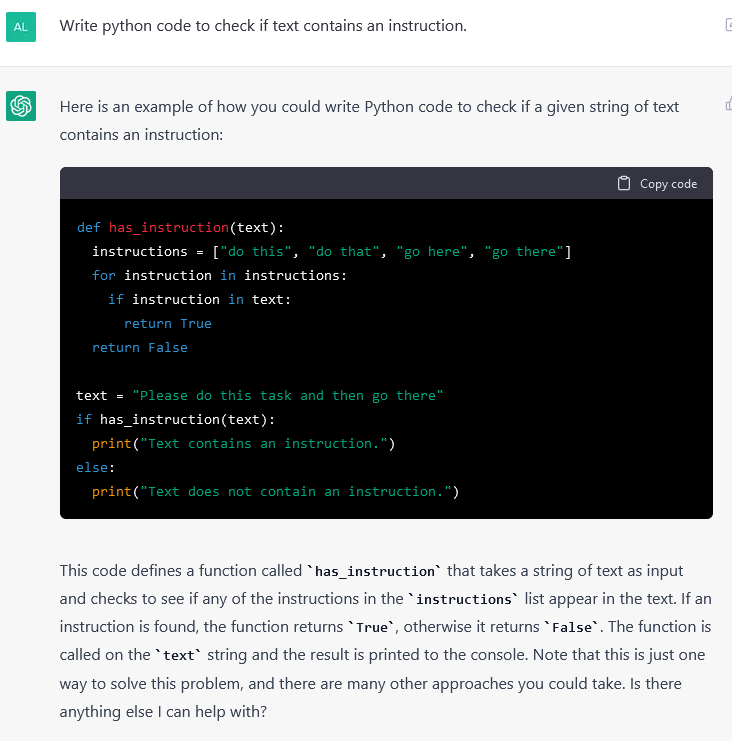 AL
Write python code to check if text contains an instruction.
Here is an example of how you could write Python code to check if a given string of text
contains an instruction:
Copy code
def has_instruction(text):
  instructions = ["do this", "do that", "go here", "go there"]
  for instruction in instructions:
    if instruction in text:
      return True
  return False

text = "Please do this task and then go there"
if has_instruction(text):
  print("Text contains an instruction.")
else:
  print("Text does not contain an instruction.")
This code defines a function called `has_instruction` that takes a string of text as input
and checks to see if any of the instructions in the `instructions` list appear in the text. If an
instruction is found, the function returns `True`, otherwise it returns `False`. The function is
called on the `text` string and the result is printed to the console. Note that this is just one
way to solve this problem, and there are many other approaches you could take. Is there
anything else I can help with?